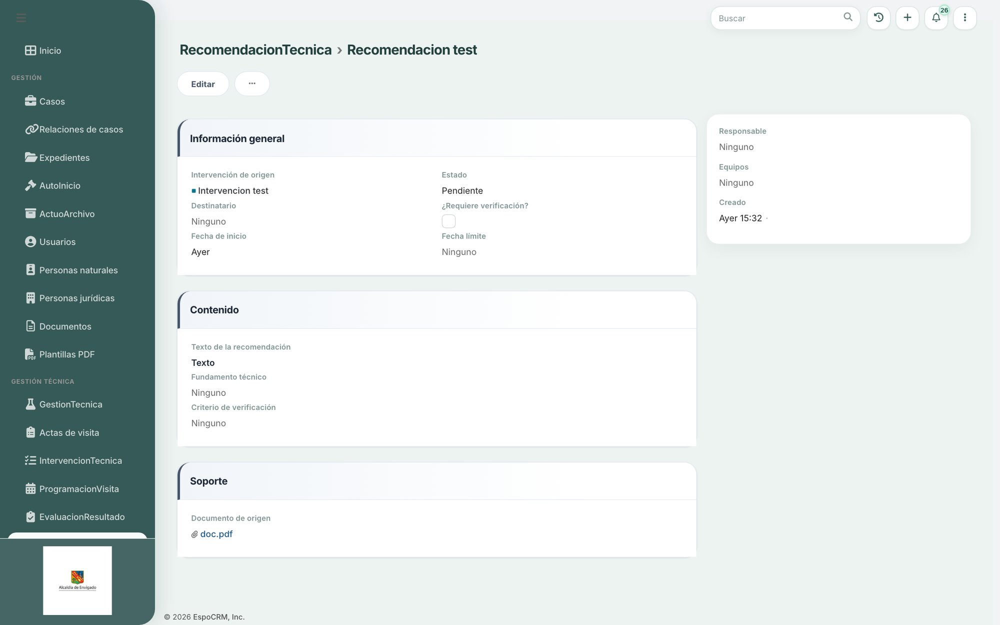 Buscar
26
Inicio
GESTIÓN
Casos
Relaciones de casos
Expedientes
AutoInicio
ActuoArchivo
Usuarios
Personas naturales
Personas jurídicas
Documentos
Plantillas PDF
GESTIÓN TÉCNICA
GestionTecnica
Actas de visita
IntervencionTecnica
ProgramacionVisita
EvaluacionResultado
Alcaldía de Envigado
RecomendacionTecnica › Recomendacion test
Editar
···
Información general
Intervención de origen
Intervencion test
Estado
Pendiente
Destinatario
Ninguno
¿Requiere verificación?
Fecha de inicio
Ayer
Fecha límite
Ninguno
Contenido
Texto de la recomendación
Texto
Fundamento técnico
Ninguno
Criterio de verificación
Ninguno
Soporte
Documento de origen
doc.pdf
Responsable
Ninguno
Equipos
Ninguno
Creado
Ayer 15:32 ·
© 2026 EspoCRM, Inc.